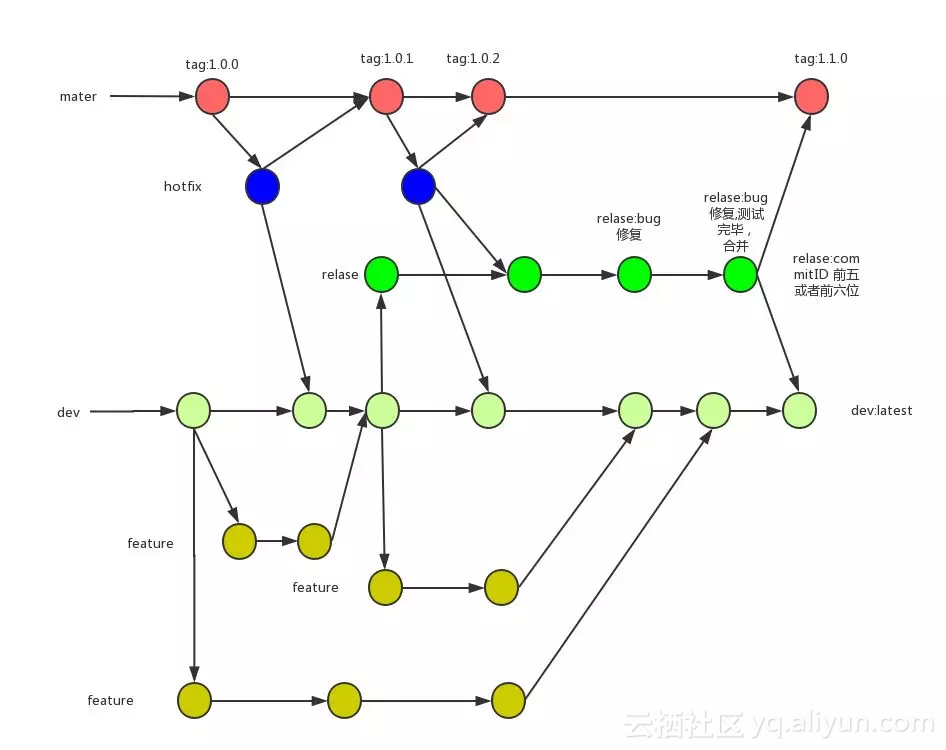 tag:1.0.0
tag:1.0.1
tag:1.0.2
tag:1.1.0
mater
hotfix
relase:bug
修复
relase:bug
修复,测试
完毕，
合并
relase
relase:com
mitID 前五
或者前六位
dev
dev:latest
feature
feature
feature
云栖社区 yq.aliyun.com